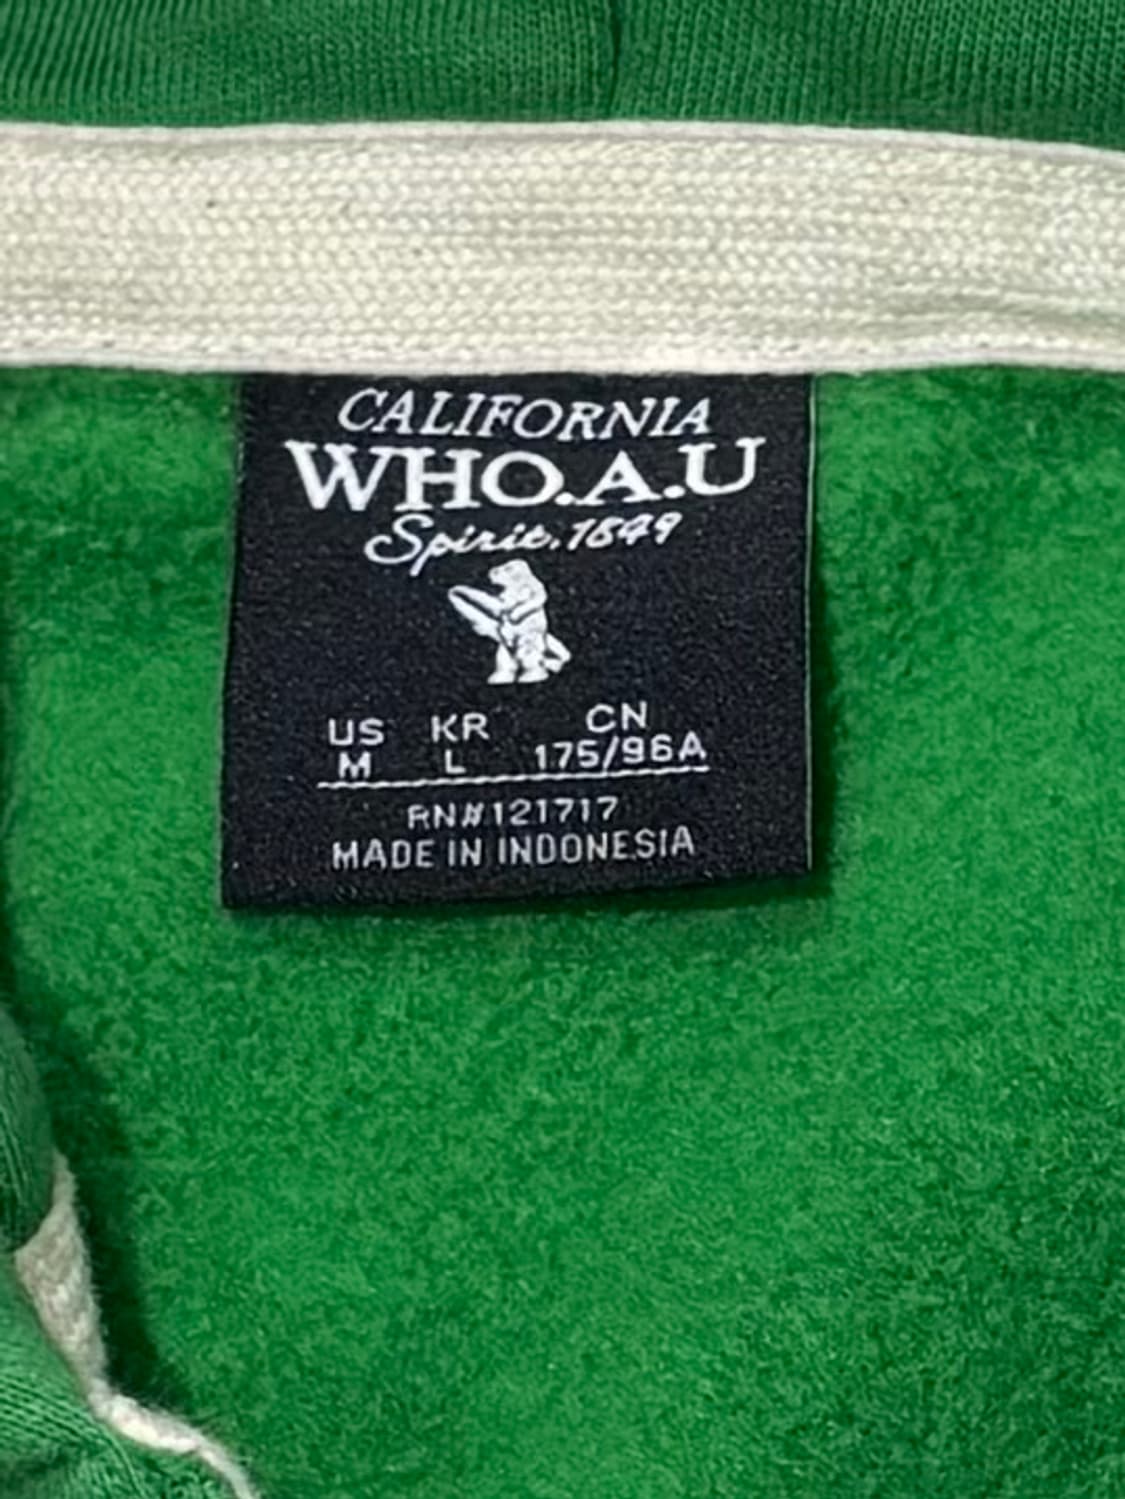 CALIFORNIA
WHO.A.U
Spirit.1849
US KR CN
M L 175/96A
RN#121717
MADE IN INDONESIA